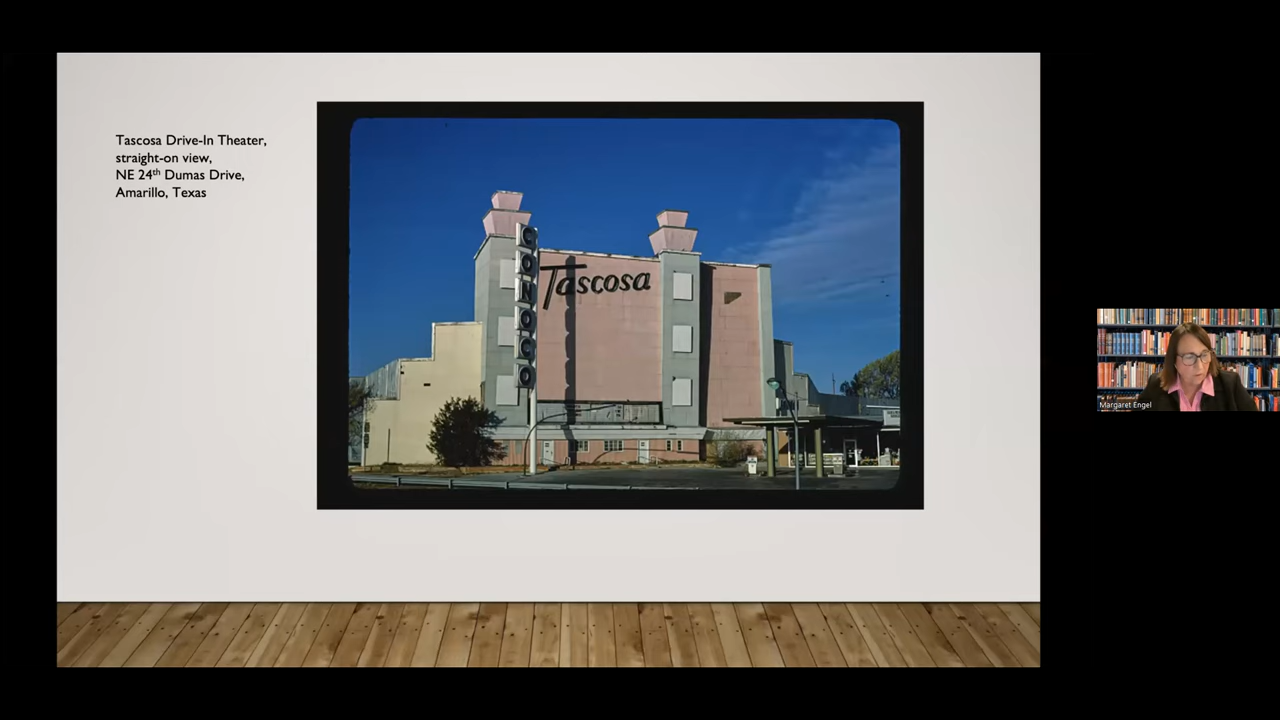 Tascosa Drive-In Theater,
straight-on view,
NE 24th Dumas Drive,
Amarillo, Texas
CONOCO
Tascosa
Margaret Engel